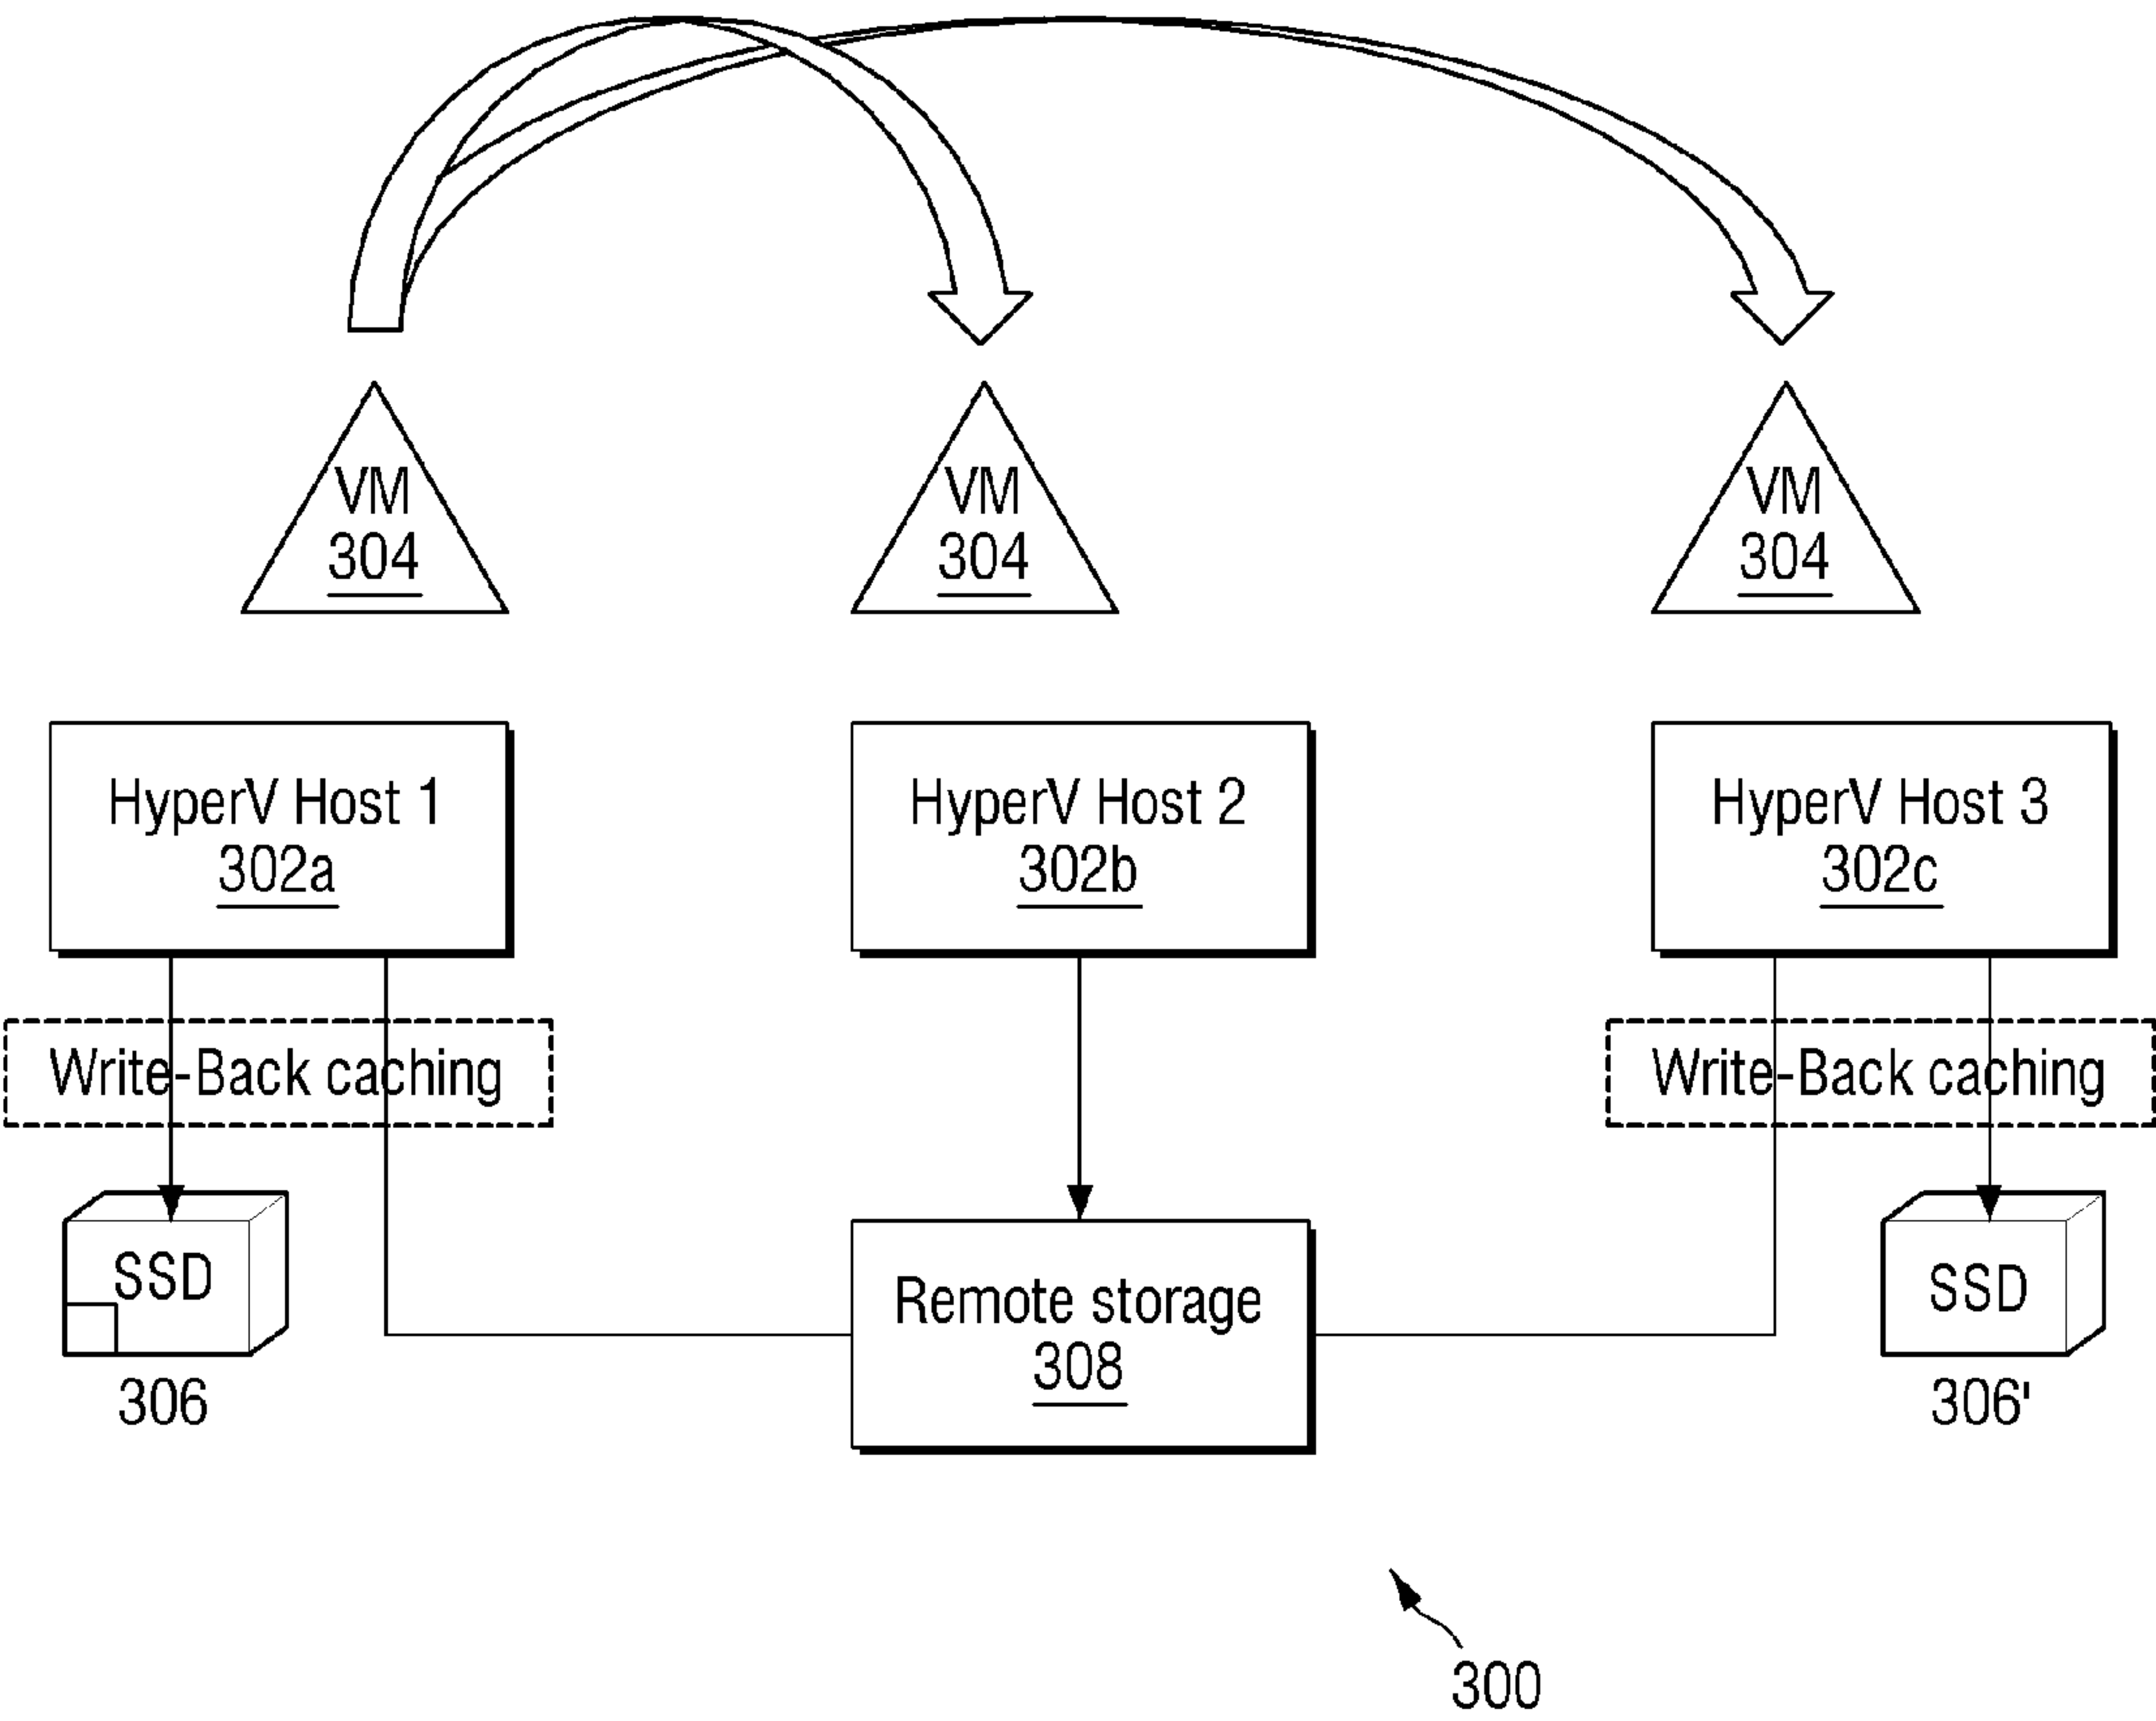 VM
304
VM
304
VM
304
HyperV Host 1
302a
HyperV Host 2
302b
HyperV Host 3
302c
Write-Back caching
Write-Back caching
SSD
306
Remote storage
308
SSD
306'
300